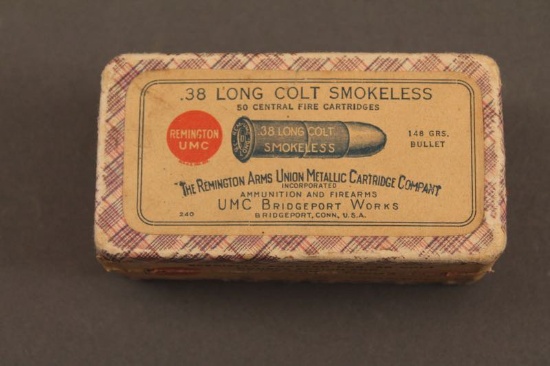 .38 LONG COLT SMOKELESS
50 CENTRAL FIRE CARTRIDGES
REMINGTON
UMC
.38 LONG COLT
SMOKELESS
148 GRS.
BULLET
THE REMINGTON ARMS UNION METALLIC CARTRIDGE COMPANY
INCORPORATED
AMMUNITION AND FIREARMS
UMC BRIDGEPORT WORKS
240
BRIDGEPORT, CONN., U.S.A.